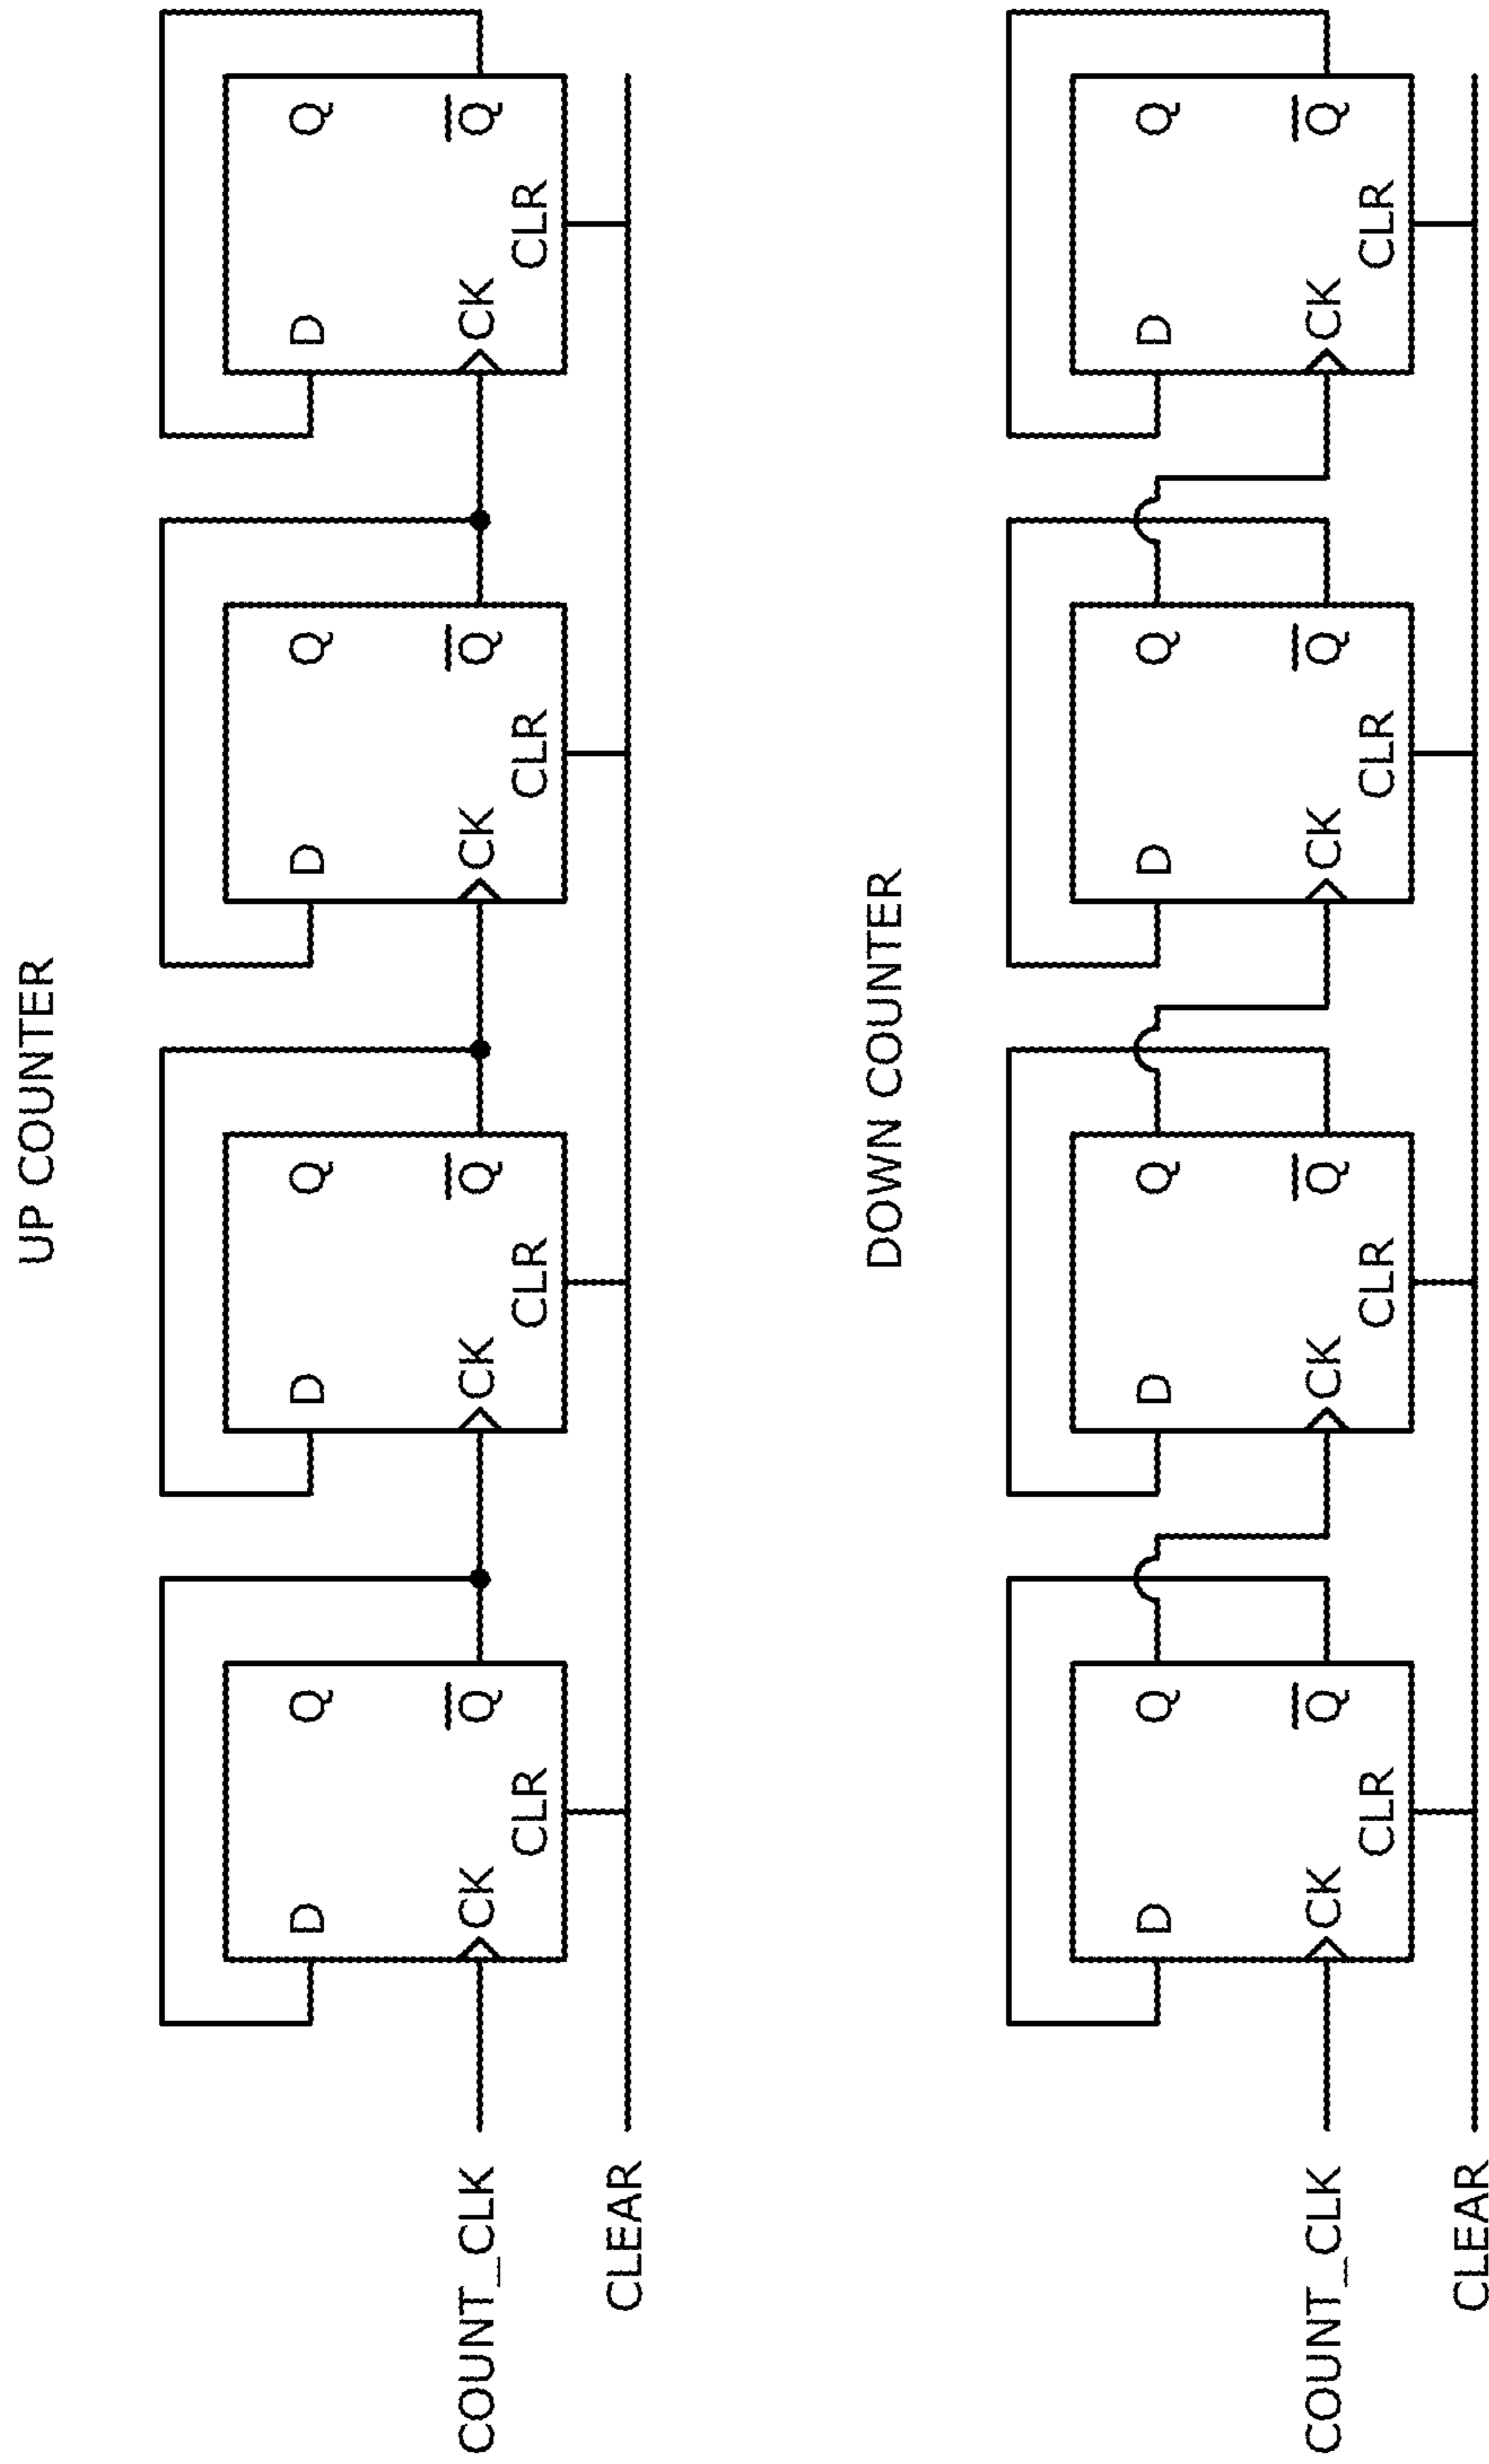 UP COUNTER
D Q D Q D Q D Q
COUNT_CLK CK Q CK Q CK Q CK Q
CLR CLR CLR CLR
CLEAR
DOWN COUNTER
D Q D Q D Q D Q
COUNT_CLK CK Q CK Q CK Q CK Q
CLR CLR CLR CLR
CLEAR